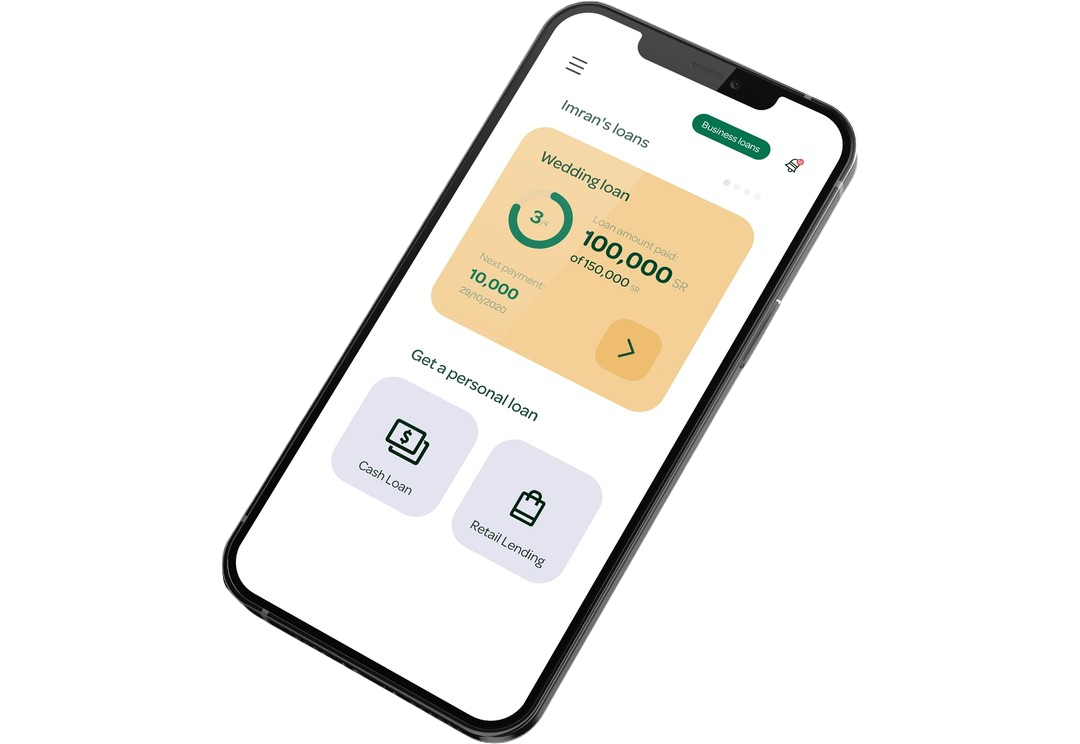 Business loans
Imran's loans
Wedding loan
3/4
Loan amount paid:
100,000 SR
of 150,000 SR
Next payment:
10,000
29/10/2020
Get a personal loan
Cash Loan
Retail Lending